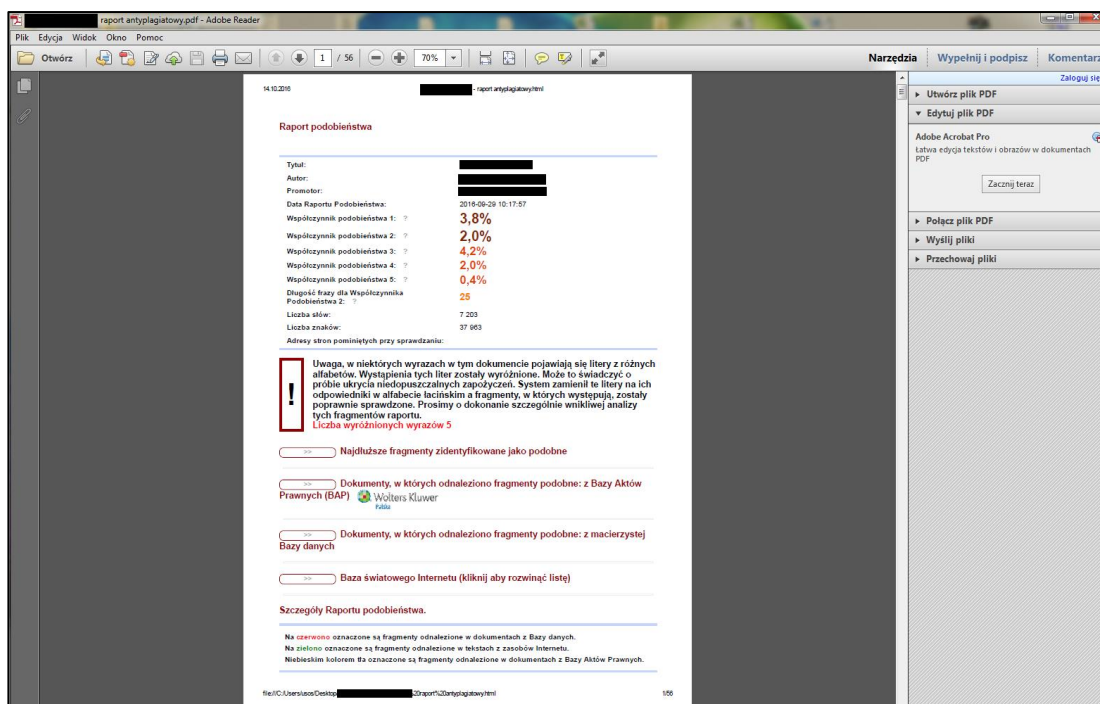 raport antyplagiatowy.pdf - Adobe Reader
Plik Edycja Widok Okno Pomoc
Otwórz 1 / 56 70% Narzędzia Wypełnij i podpisz Komentarz
Zaloguj się
14.10.2016 - raport antyplagiatowy.html
Raport podobieństwa
Tytuł:
Autor:
Promotor:
Data Raportu Podobieństwa: 2016-09-29 10:17:57
Współczynnik podobieństwa 1: ? 3,8%
Współczynnik podobieństwa 2: ? 2,0%
Współczynnik podobieństwa 3: ? 4,2%
Współczynnik podobieństwa 4: ? 2,0%
Współczynnik podobieństwa 5: ? 0,4%
Długość frazy dla Współczynnika
Podobieństwa 2: ? 25
Liczba słów: 7 203
Liczba znaków: 37 963
Adresy stron pominiętych przy sprawdzaniu:
!
Uwaga, w niektórych wyrazach w tym dokumencie pojawiają się litery z różnych
alfabetów. Wystąpienia tych liter zostały wyróżnione. Może to świadczyć o
próbie ukrycia niedopuszczalnych zapożyczeń. System zamienił te litery na ich
odpowiedniki w alfabecie łacińskim a fragmenty, w których występują, zostały
poprawnie sprawdzone. Prosimy o dokonanie szczególnie wnikliwej analizy
tych fragmentów raportu.
Liczba wyróżnionych wyrazów 5
>> Najdłuższe fragmenty zidentyfikowane jako podobne
>> Dokumenty, w których odnaleziono fragmenty podobne: z Bazy Aktów
Prawnych (BAP) Wolters Kluwer
Polska
>> Dokumenty, w których odnaleziono fragmenty podobne: z macierzystej
Bazy danych
>> Baza światowego Internetu (kliknij aby rozwinąć listę)
Szczegóły Raportu podobieństwa.
Na czerwono oznaczone są fragmenty odnalezione w dokumentach z Bazy danych.
Na zielono oznaczone są fragmenty odnalezione w tekstach z zasobów Internetu.
Niebieskim kolorem tła oznaczone są fragmenty odnalezione w dokumentach z Bazy Aktów Prawnych.
file:///C:/Users/usos/Desktop %20raport%20antyplagiatowy.html 1/56
Utwórz plik PDF
Edytuj plik PDF
Adobe Acrobat Pro
Łatwa edycja tekstów i obrazów w dokumentach
PDF
Zacznij teraz
Połącz plik PDF
Wyślij pliki
Przechowaj pliki